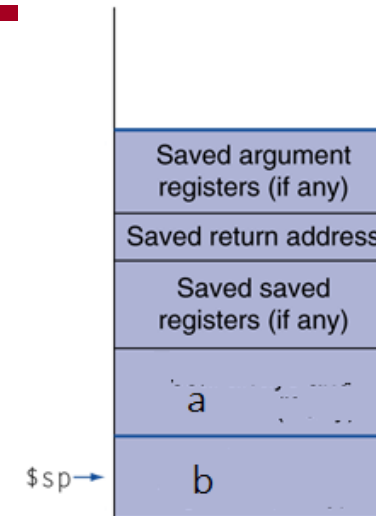 Saved argument
registers (if any)
Saved return address
Saved saved
registers (if any)
a
$sp
b